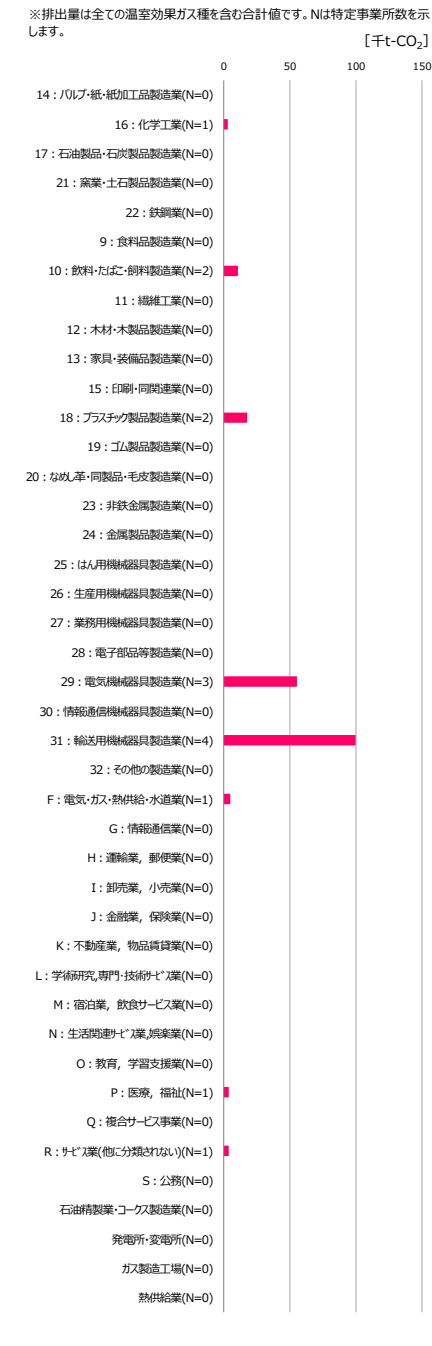 ※排出量は全ての温室効果ガス種を含む合計値です。Nは特定事業所数を示
します。
[千t-CO₂]
0 50 100 150
14：パルプ・紙・紙加工品製造業(N=0)
16：化学工業(N=1)
17：石油製品・石炭製品製造業(N=0)
21：窯業・土石製品製造業(N=0)
22：鉄鋼業(N=0)
9：食料品製造業(N=0)
10：飲料・たばこ・飼料製造業(N=2)
11：繊維工業(N=0)
12：木材・木製品製造業(N=0)
13：家具・装備品製造業(N=0)
15：印刷・同関連業(N=0)
18：プラスチック製品製造業(N=2)
19：ゴム製品製造業(N=0)
20：なめし革・同製品・毛皮製造業(N=0)
23：非鉄金属製造業(N=0)
24：金属製品製造業(N=0)
25：はん用機械器具製造業(N=0)
26：生産用機械器具製造業(N=0)
27：業務用機械器具製造業(N=0)
28：電子部品等製造業(N=0)
29：電気機械器具製造業(N=3)
30：情報通信機械器具製造業(N=0)
31：輸送用機械器具製造業(N=4)
32：その他の製造業(N=0)
F：電気・ガス・熱供給・水道業(N=1)
G：情報通信業(N=0)
H：運輸業，郵便業(N=0)
I：卸売業，小売業(N=0)
J：金融業，保険業(N=0)
K：不動産業，物品賃貸業(N=0)
L：学術研究,専門・技術ｻｰﾋﾞｽ業(N=0)
M：宿泊業，飲食サービス業(N=0)
N：生活関連ｻｰﾋﾞｽ業,娯楽業(N=0)
O：教育，学習支援業(N=0)
P：医療，福祉(N=1)
Q：複合サービス事業(N=0)
R：ｻｰﾋﾞｽ業(他に分類されない)(N=1)
S：公務(N=0)
石油精製業・コークス製造業(N=0)
発電所・変電所(N=0)
ガス製造工場(N=0)
熱供給業(N=0)